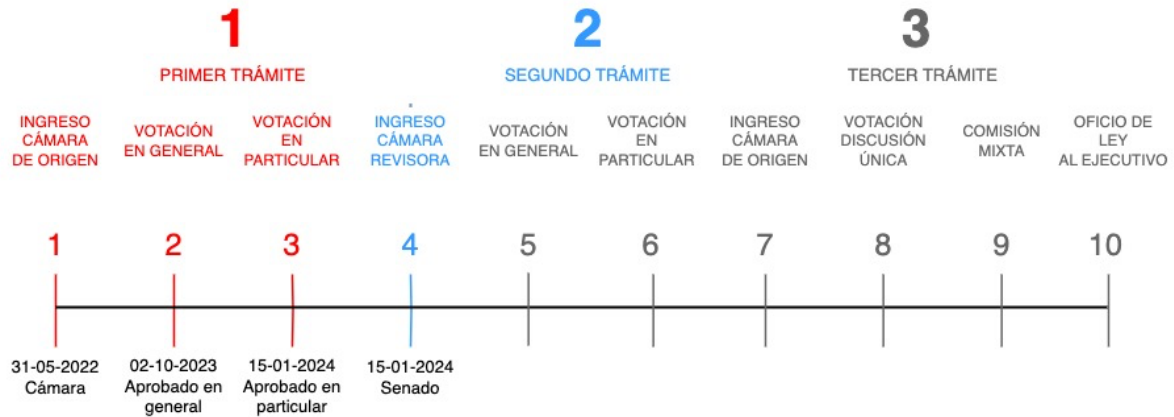 1
2
3
PRIMER TRÁMITE
SEGUNDO TRÁMITE
TERCER TRÁMITE
INGRESO
CÁMARA
DE ORIGEN
VOTACIÓN
EN GENERAL
VOTACIÓN
EN
PARTICULAR
INGRESO
CÁMARA
REVISORA
VOTACIÓN
EN GENERAL
VOTACIÓN
EN
PARTICULAR
INGRESO
CÁMARA
DE ORIGEN
VOTACIÓN
DISCUSIÓN
ÚNICA
COMISIÓN
MIXTA
OFICIO DE
LEY
AL EJECUTIVO
1
2
3
4
5
6
7
8
9
10
31-05-2022
Cámara
02-10-2023
Aprobado en
general
15-01-2024
Aprobado en
particular
15-01-2024
Senado